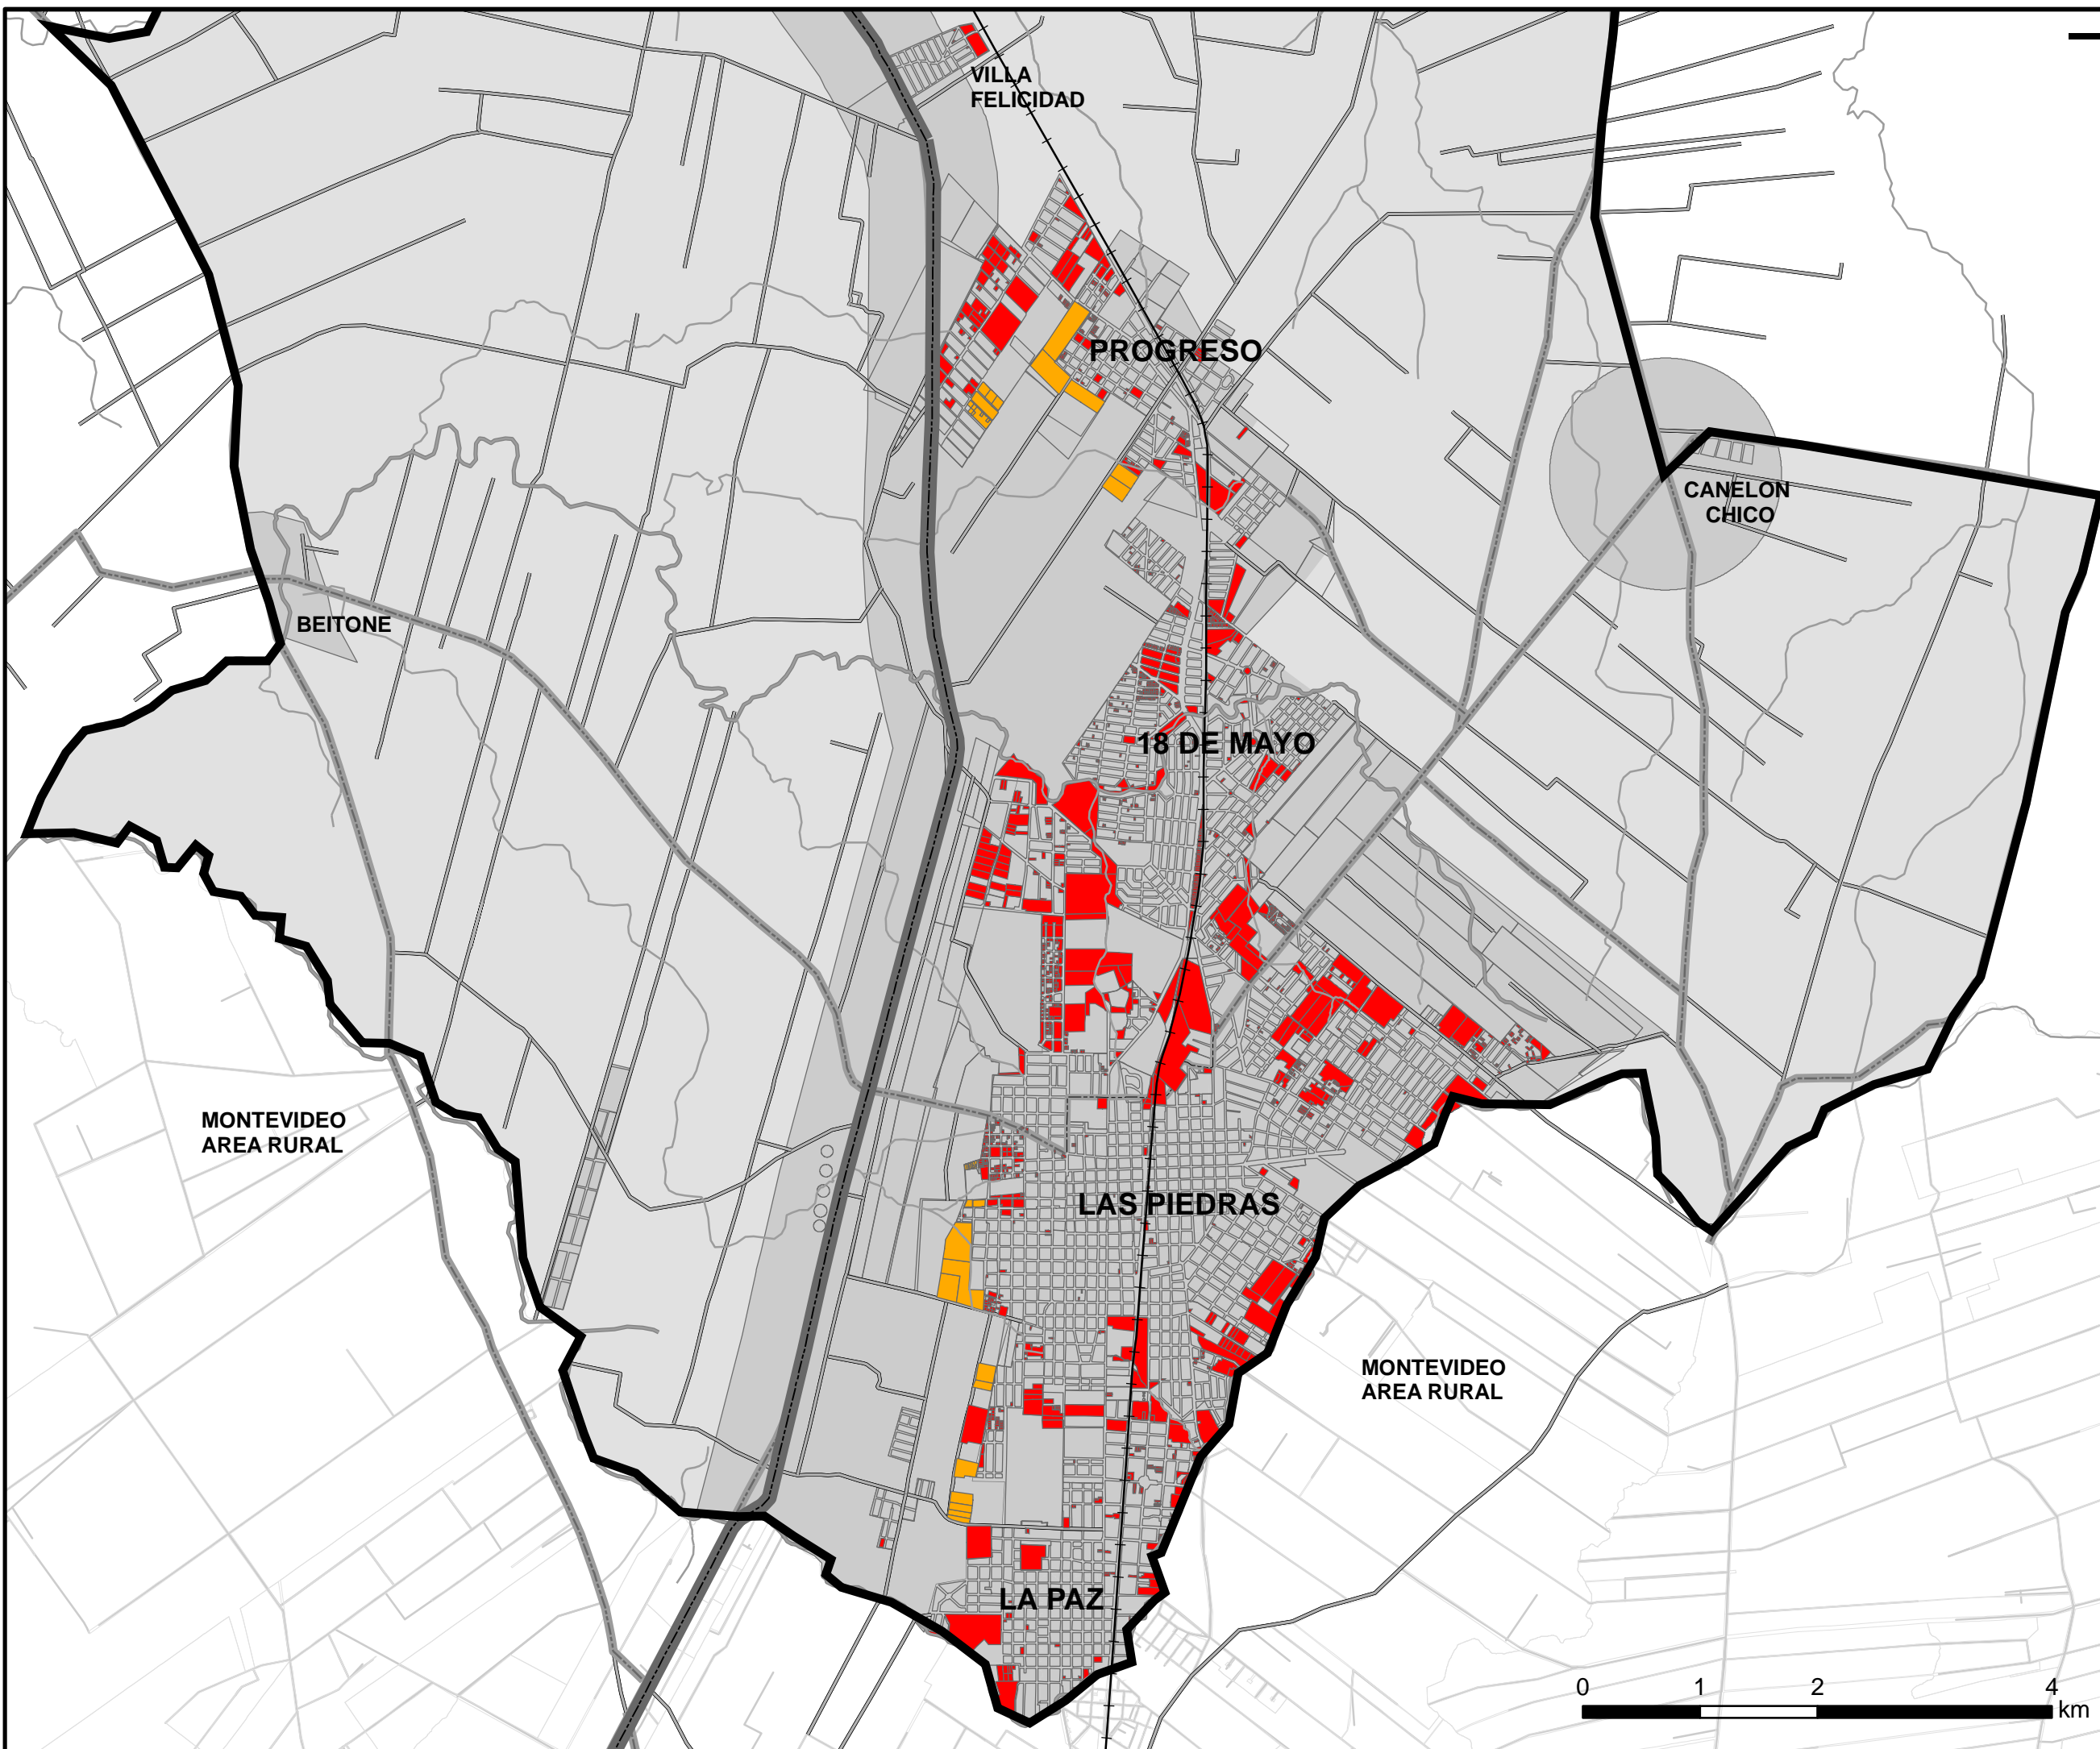 VILLA
FELICIDAD
PROGRESO
CANELON
CHICO
BEITONE
18 DE MAYO
MONTEVIDEO
AREA RURAL
LAS PIEDRAS
MONTEVIDEO
AREA RURAL
LA PAZ
0 1 2 4
km